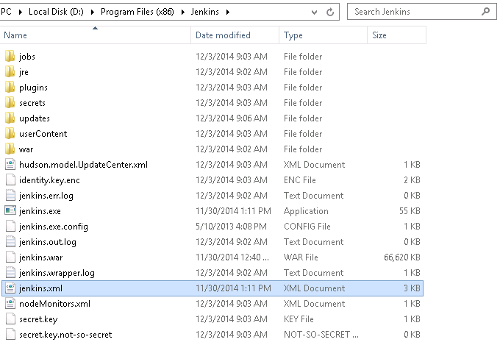 PC Local Disk (D:) Program Files (x86) Jenkins Search Jenkins
Name Date modified Type Size
jobs 12/3/2014 9:03 AM File folder
jre 12/3/2014 9:02 AM File folder
plugins 12/3/2014 9:03 AM File folder
secrets 12/3/2014 9:03 AM File folder
updates 12/3/2014 9:06 AM File folder
userContent 12/3/2014 9:03 AM File folder
war 12/3/2014 9:02 AM File folder
hudson.model.UpdateCenter.xml 12/3/2014 9:03 AM XML Document 1 KB
identity.key.enc 12/3/2014 9:03 AM ENC File 2 KB
jenkins.err.log 12/3/2014 9:02 AM Text Document 0 KB
jenkins.exe 11/30/2014 1:11 PM Application 55 KB
jenkins.exe.config 5/10/2013 4:08 PM CONFIG File 1 KB
jenkins.out.log 12/3/2014 9:02 AM Text Document 0 KB
jenkins.war 11/30/2014 12:40 ... WAR File 66,620 KB
jenkins.wrapper.log 12/3/2014 9:02 AM Text Document 1 KB
jenkins.xml 11/30/2014 1:11 PM XML Document 3 KB
nodeMonitors.xml 12/3/2014 9:03 AM XML Document 1 KB
secret.key 12/3/2014 9:03 AM KEY File 1 KB
secret.key.not-so-secret 12/3/2014 9:03 AM NOT-SO-SECRET ... 0 KB